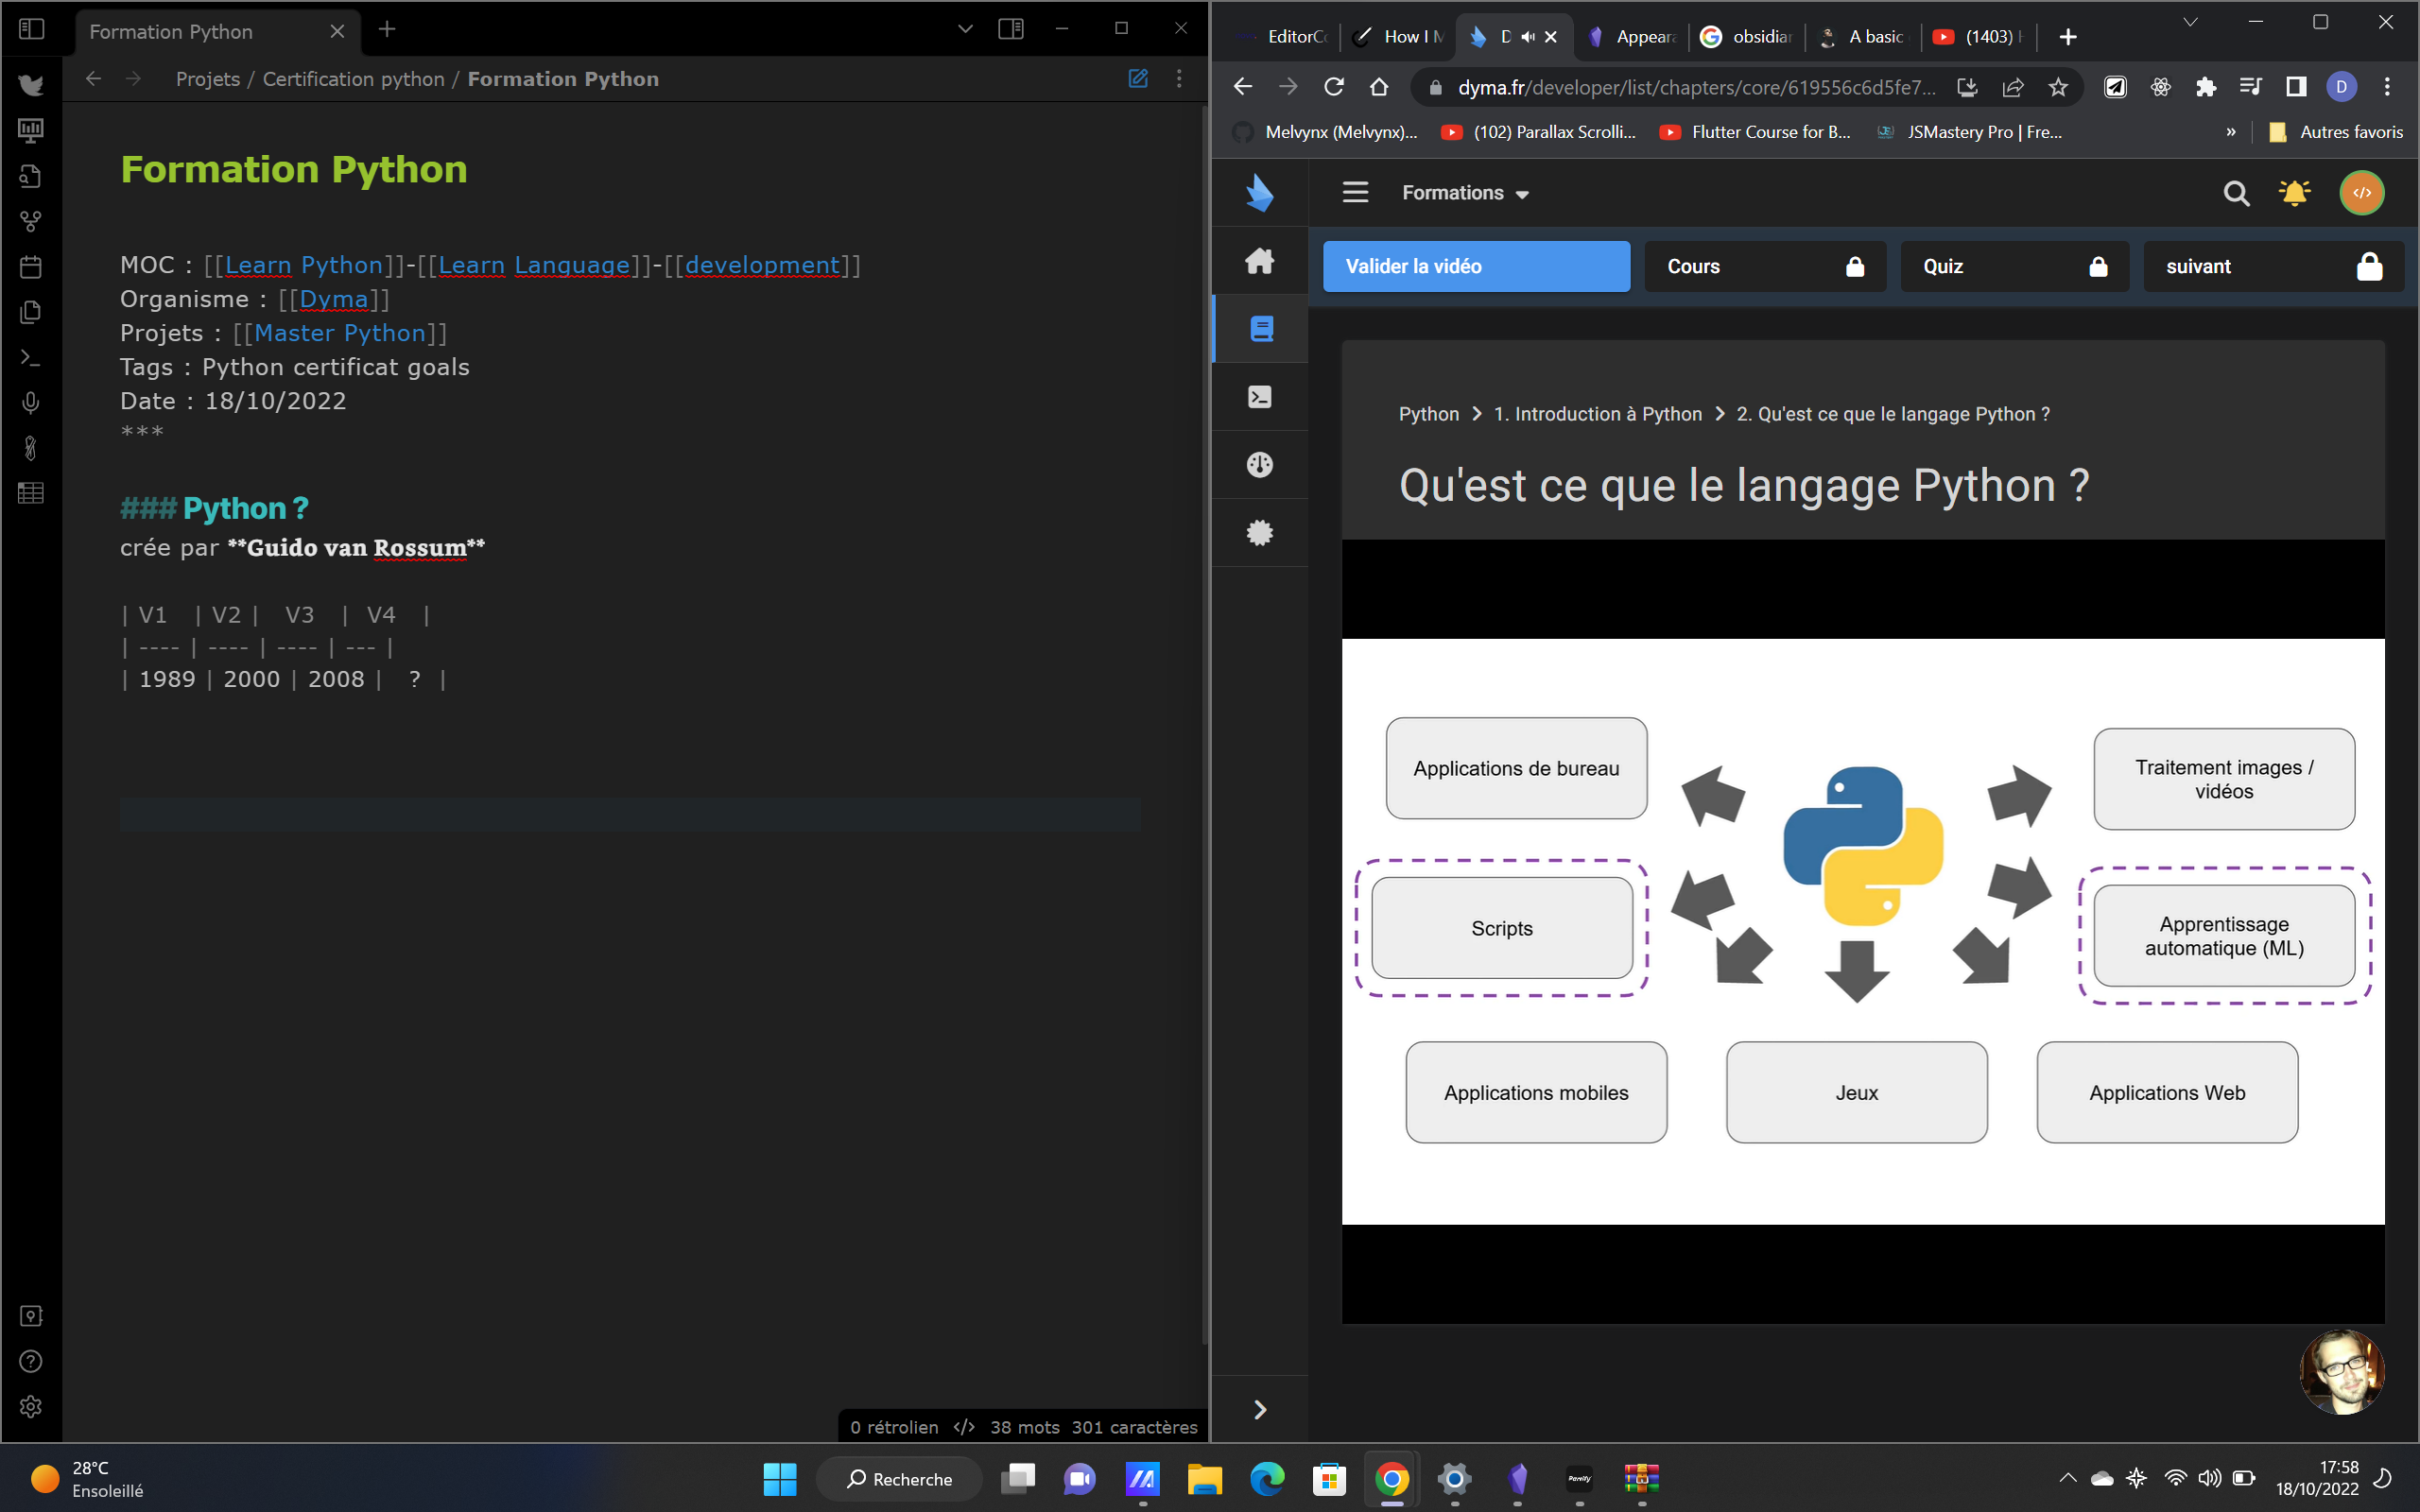 Formation Python
Projets / Certification python / Formation Python
Formation Python
MOC : [[Learn Python]]-[[Learn Language]]-[[development]]
Organisme : [[Dyma]]
Projets : [[Master Python]]
Tags : Python certificat goals
Date : 18/10/2022
***
### Python ?
crée par **Guido van Rossum**
| V1 | V2 | V3 | V4 |
| ---- | ---- | ---- | --- |
| 1989 | 2000 | 2008 | ? |
0 rétrolien </> 38 mots 301 caractères
EditorCo
How I M
D
Appeara
obsidian
A basic
(1403)
dyma.fr/developer/list/chapters/core/619556c6d5fe7...
D
Melvynx (Melvynx)...
(102) Parallax Scrolli...
Flutter Course for B...
JSMastery Pro | Fre...
»
Autres favoris
Formations
</>
Valider la vidéo
Cours
Quiz
suivant
Python > 1. Introduction à Python > 2. Qu'est ce que le langage Python ?
Qu'est ce que le langage Python ?
Applications de bureau
Traitement images /
vidéos
Scripts
Apprentissage
automatique (ML)
Applications mobiles
Jeux
Applications Web
28°C
Ensoleillé
Recherche
17:58
18/10/2022